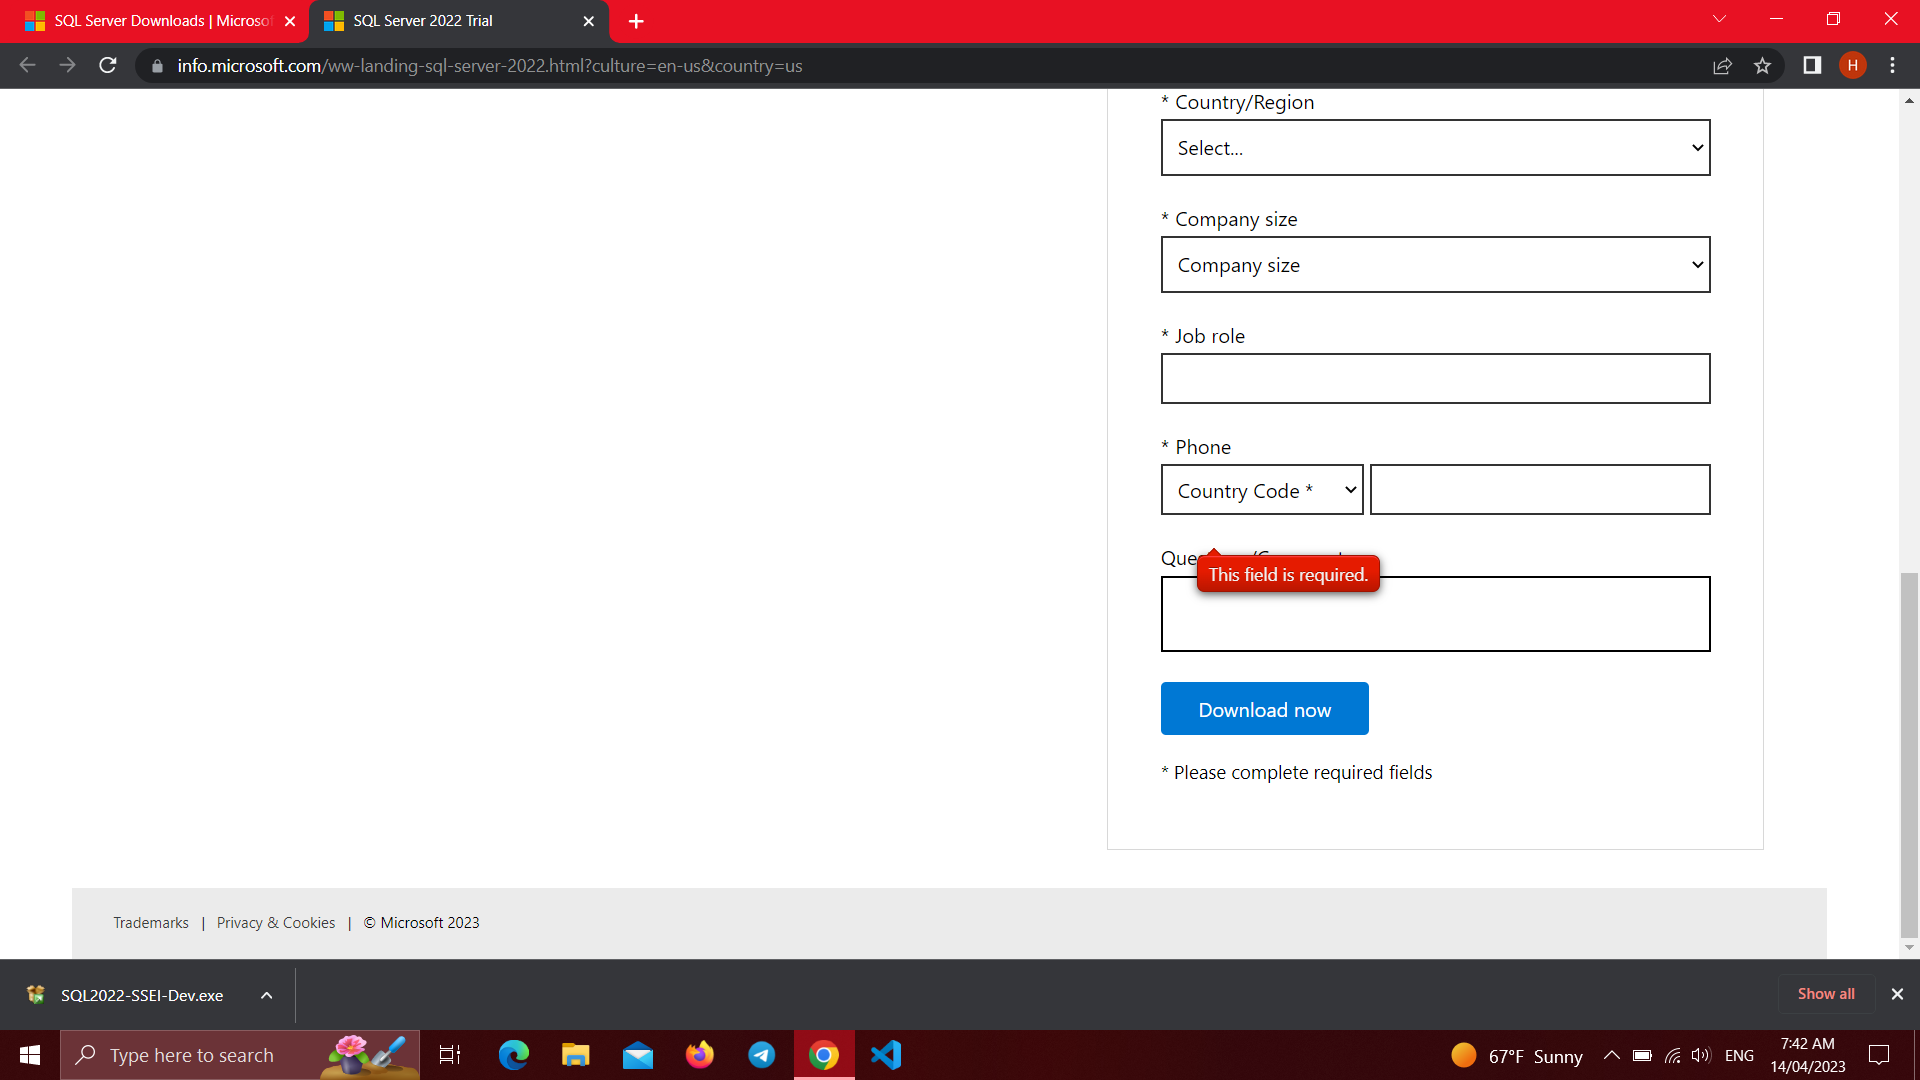 SQL Server Downloads | Microso
SQL Server 2022 Trial
info.microsoft.com/ww-landing-sql-server-2022.html?culture=en-us&country=us
H
* Country/Region
Select...
* Company size
Company size
* Job role
* Phone
Country Code *
Que
This field is required.
Download now
* Please complete required fields
Trademarks | Privacy & Cookies | © Microsoft 2023
SQL2022-SSEI-Dev.exe
Show all
Type here to search
67°F Sunny
ENG
7:42 AM
14/04/2023